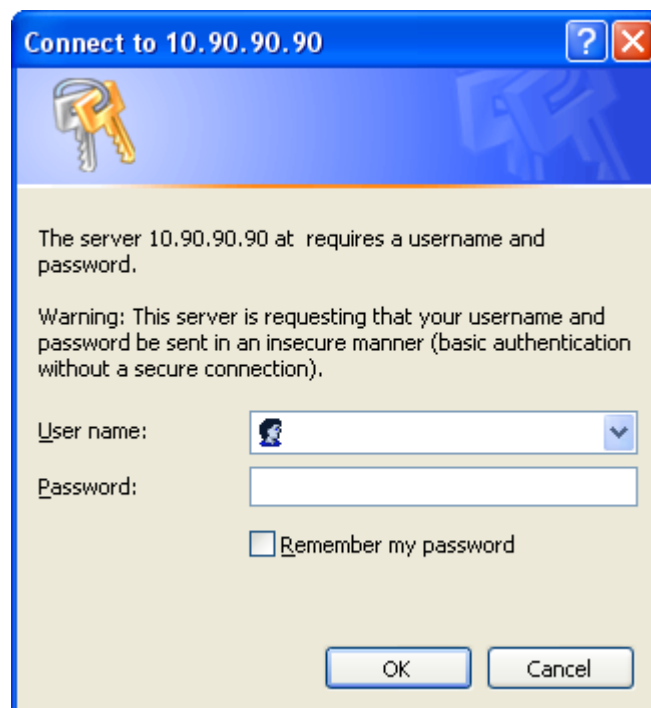 Connect to 10.90.90.90
The server 10.90.90.90 at  requires a username and
password.
Warning: This server is requesting that your username and
password be sent in an insecure manner (basic authentication
without a secure connection).
User name:
Password:
Remember my password
OK
Cancel